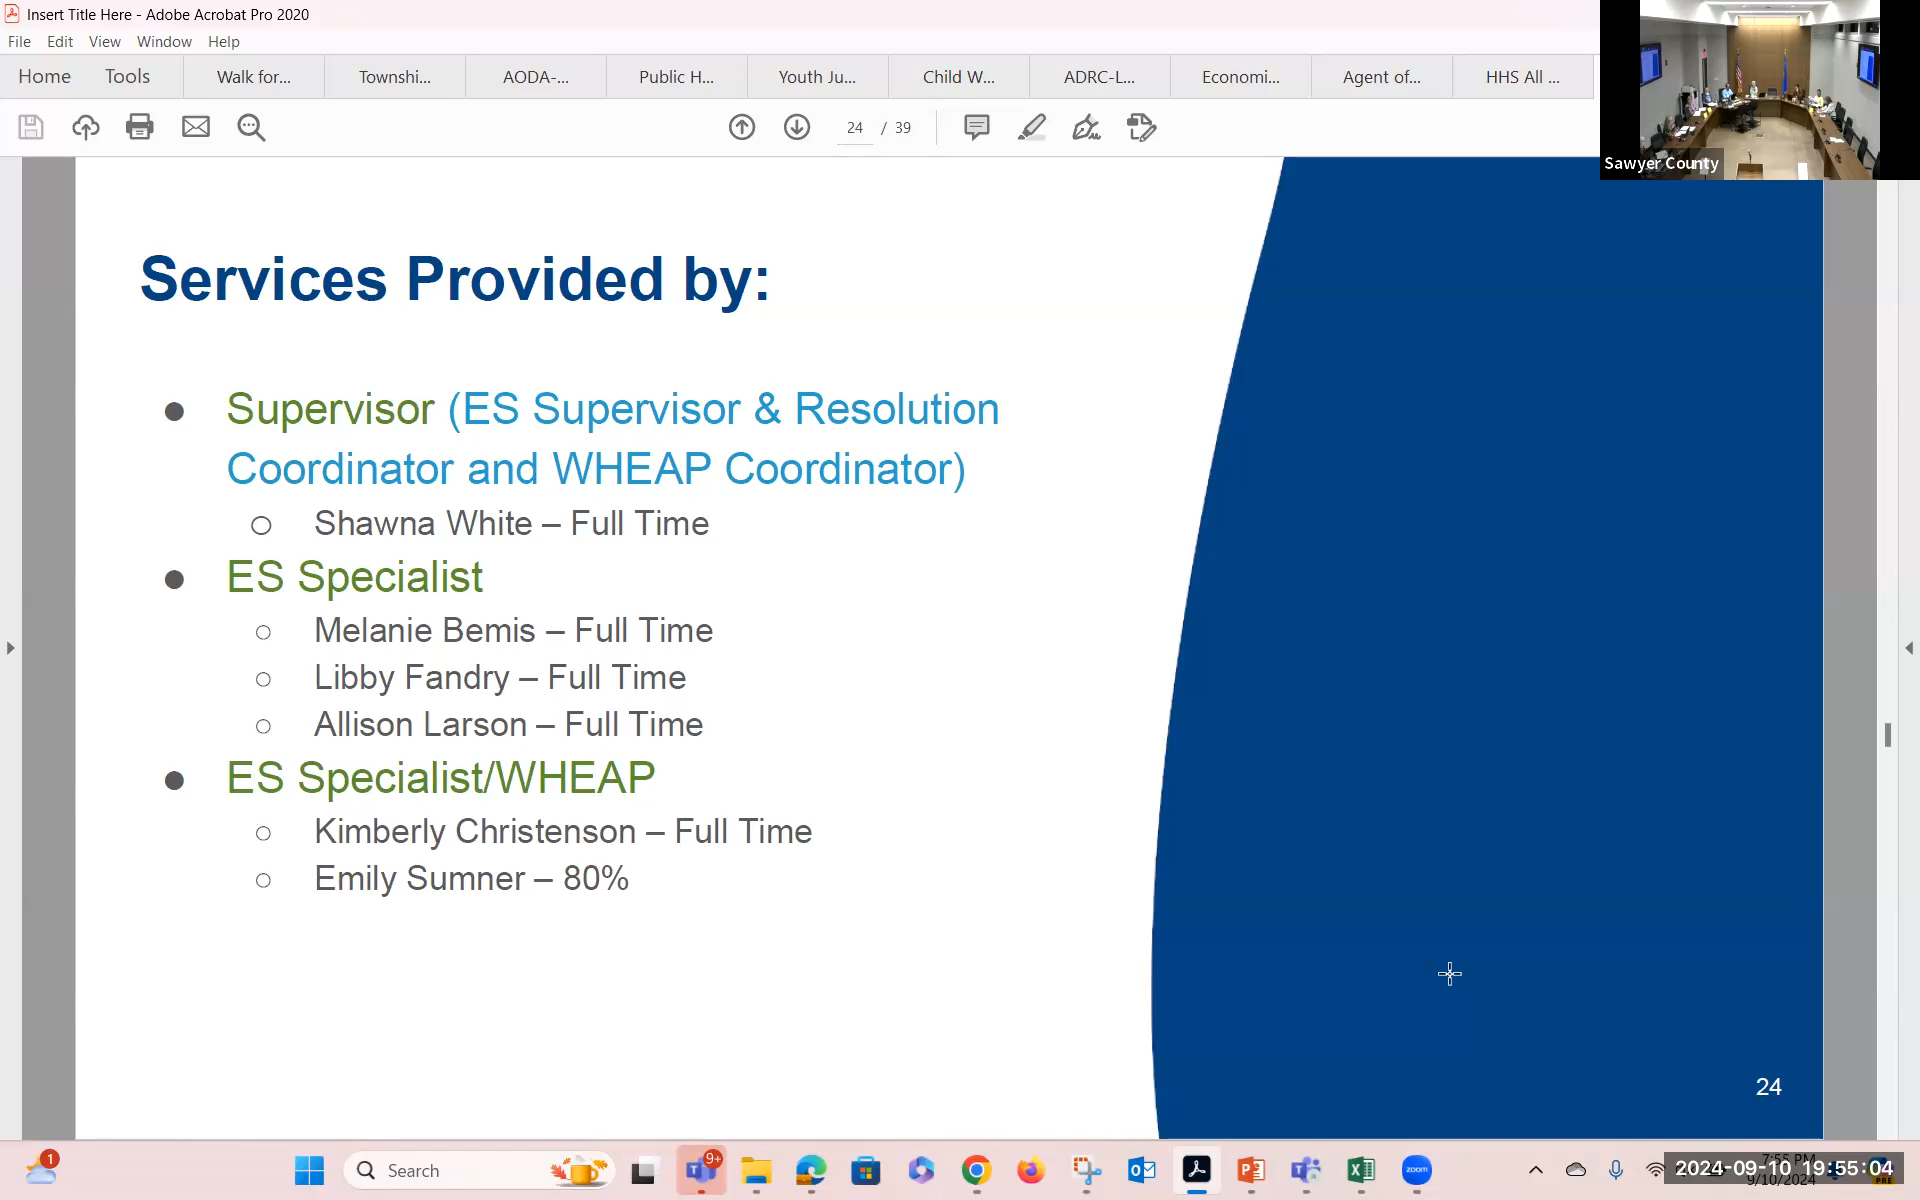 Insert Title Here - Adobe Acrobat Pro 2020
File Edit View Window Help
Home Tools Walk for... Townshi... AODA-... Public H... Youth Ju... Child W... ADRC-L... Economi... Agent of... HHS All ...
24 / 39
Sawyer County
Services Provided by:
Supervisor (ES Supervisor & Resolution
Coordinator and WHEAP Coordinator)
Shawna White – Full Time
ES Specialist
Melanie Bemis – Full Time
Libby Fandry – Full Time
Allison Larson – Full Time
ES Specialist/WHEAP
Kimberly Christenson – Full Time
Emily Sumner – 80%
24
1
Search
9+
zoom
7:55 PM
2024-09-10 19:55:04
9/10/2024
PRE